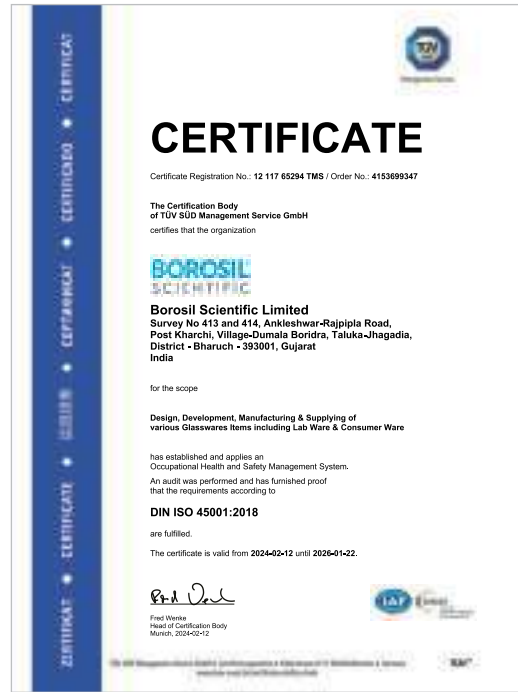 TÜV
CERTIFICATE
Certificate Registration No.: 12 117 65294 TMS / Order No.: 4153699347
The Certification Body
of TÜV SÜD Management Service GmbH
certifies that the organization
BOROSIL
SCIENTIFIC
Borosil Scientific Limited
Survey No 413 and 414, Ankleshwar-Rajpipla Road,
Post Kharchi, Village-Dumala Boridra, Taluka-Jhagadia,
District - Bharuch - 393001, Gujarat
India
for the scope
Design, Development, Manufacturing & Supplying of
various Glasswares Items including Lab Ware & Consumer Ware
has established and applies an
Occupational Health and Safety Management System.
An audit was performed and has furnished proof
that the requirements according to
DIN ISO 45001:2018
are fulfilled.
The certificate is valid from 2024-02-12 until 2026-01-22.
Fred Wenke
Head of Certification Body
Munich, 2024-02-12
IAF
ZERTIFIKAT ◆ CERTIFICATE ◆
◆ СЕРТИФИКАТ ◆ CERTIFICADO ◆ CERTIFICAT